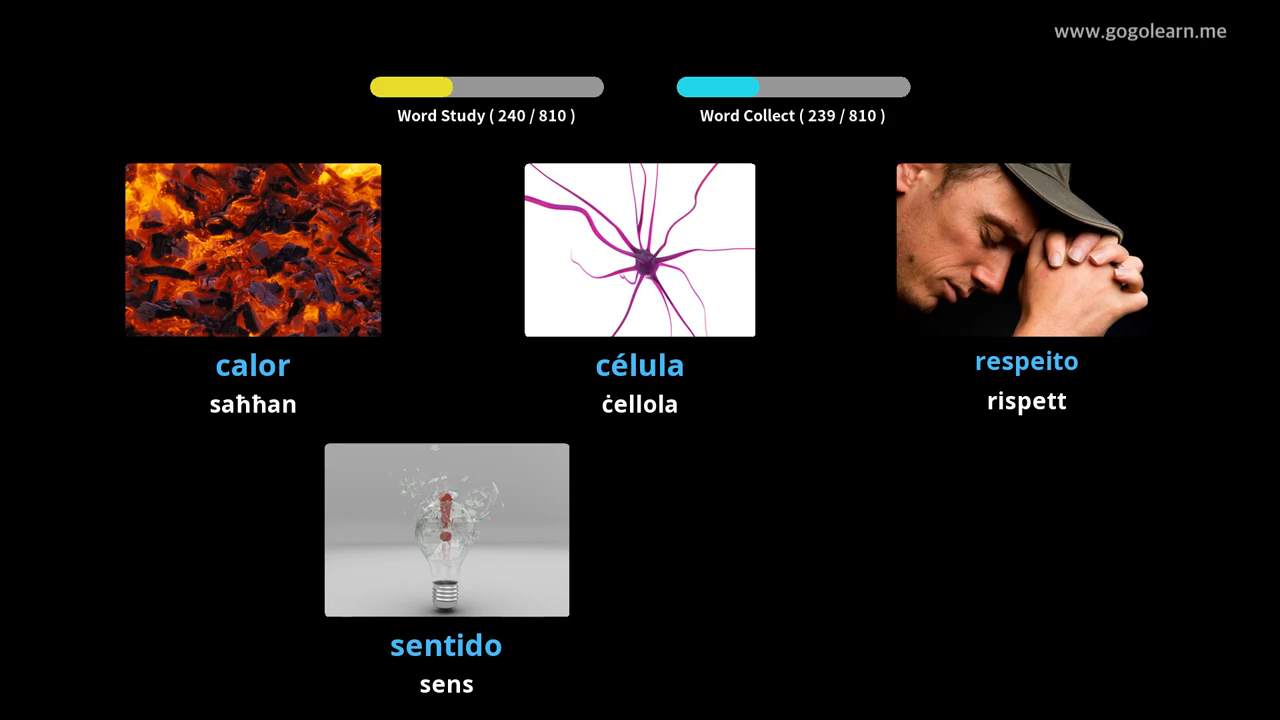 www.gogolearn.me
Word Study ( 240 / 810 )
Word Collect ( 239 / 810 )
calor
saħħan
célula
ċellola
respeito
rispett
sentido
sens